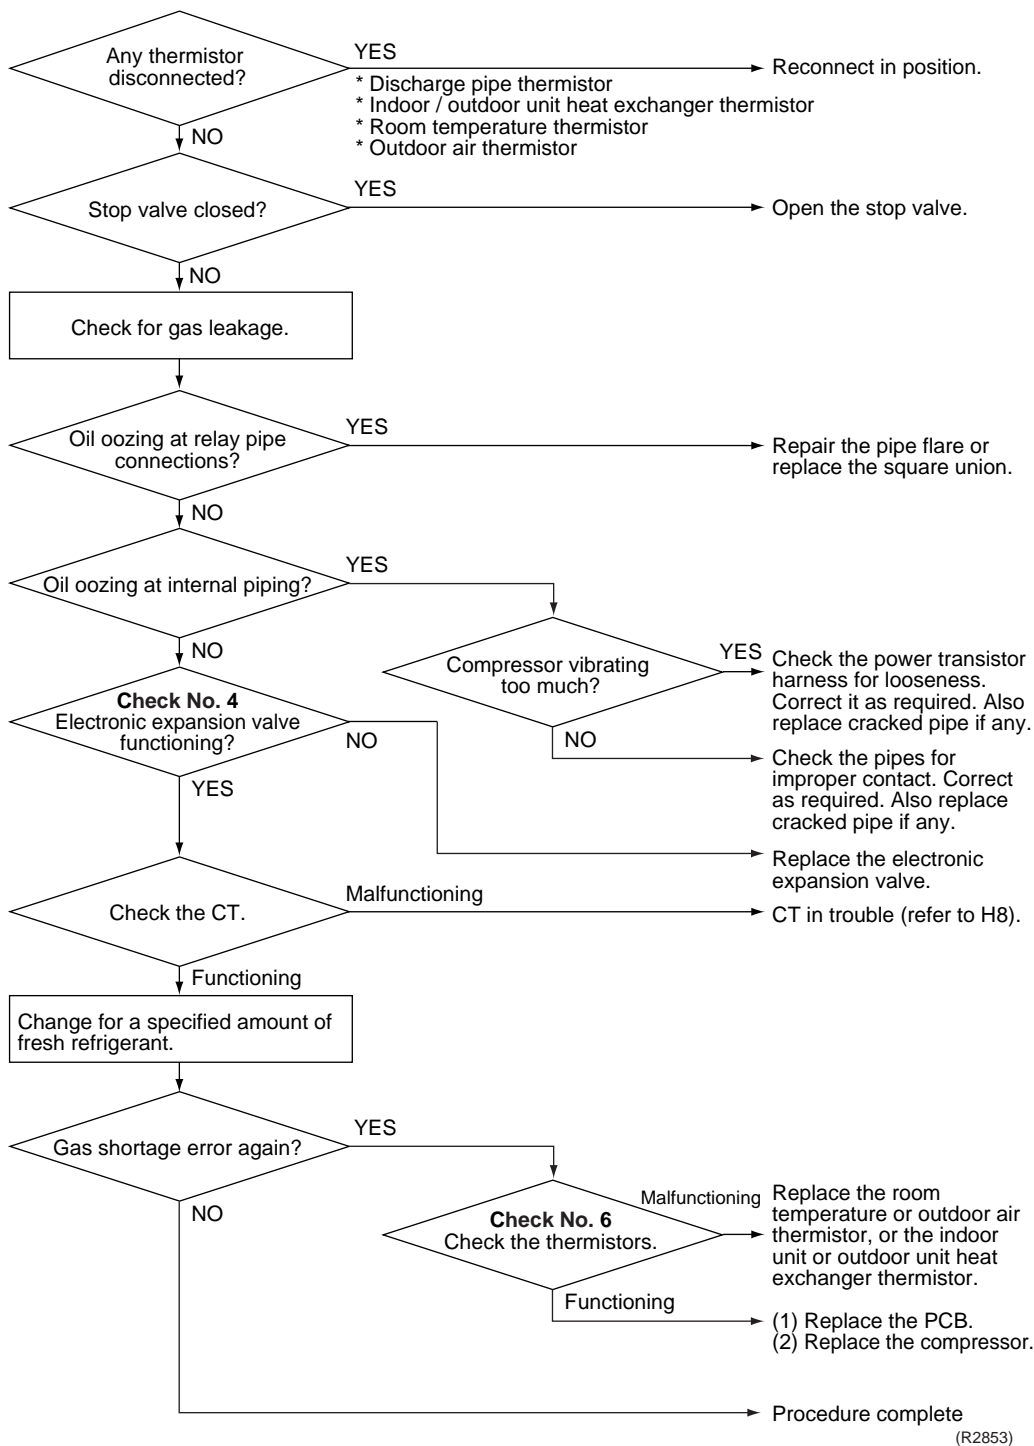 Any thermistor
disconnected?
YES
* Discharge pipe thermistor
* Indoor / outdoor unit heat exchanger thermistor
* Room temperature thermistor
* Outdoor air thermistor
Reconnect in position.
NO
Stop valve closed?
YES
Open the stop valve.
NO
Check for gas leakage.
Oil oozing at relay pipe
connections?
YES
Repair the pipe flare or
replace the square union.
NO
Oil oozing at internal piping?
YES
Compressor vibrating
too much?
YES
Check the power transistor
harness for looseness.
Correct it as required. Also
replace cracked pipe if any.
NO
Check the pipes for
improper contact. Correct
as required. Also replace
cracked pipe if any.
NO
Check No. 4
Electronic expansion valve
functioning?
NO
Replace the electronic
expansion valve.
YES
Check the CT.
Malfunctioning
CT in trouble (refer to H8).
Functioning
Change for a specified amount of
fresh refrigerant.
Gas shortage error again?
YES
Check No. 6
Check the thermistors.
Malfunctioning
Replace the room
temperature or outdoor air
thermistor, or the indoor
unit or outdoor unit heat
exchanger thermistor.
Functioning
(1) Replace the PCB.
(2) Replace the compressor.
NO
Procedure complete
(R2853)